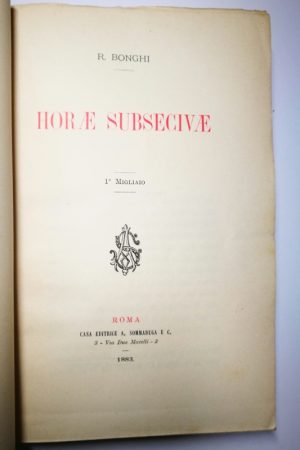 R. BONGHI
HORÆ SUBSECIVÆ
1° MIGLIAIO
ROMA
CASA EDITRICE A. SOMMARUGA E C.
2 - Via Due Macelli - 2
1883.